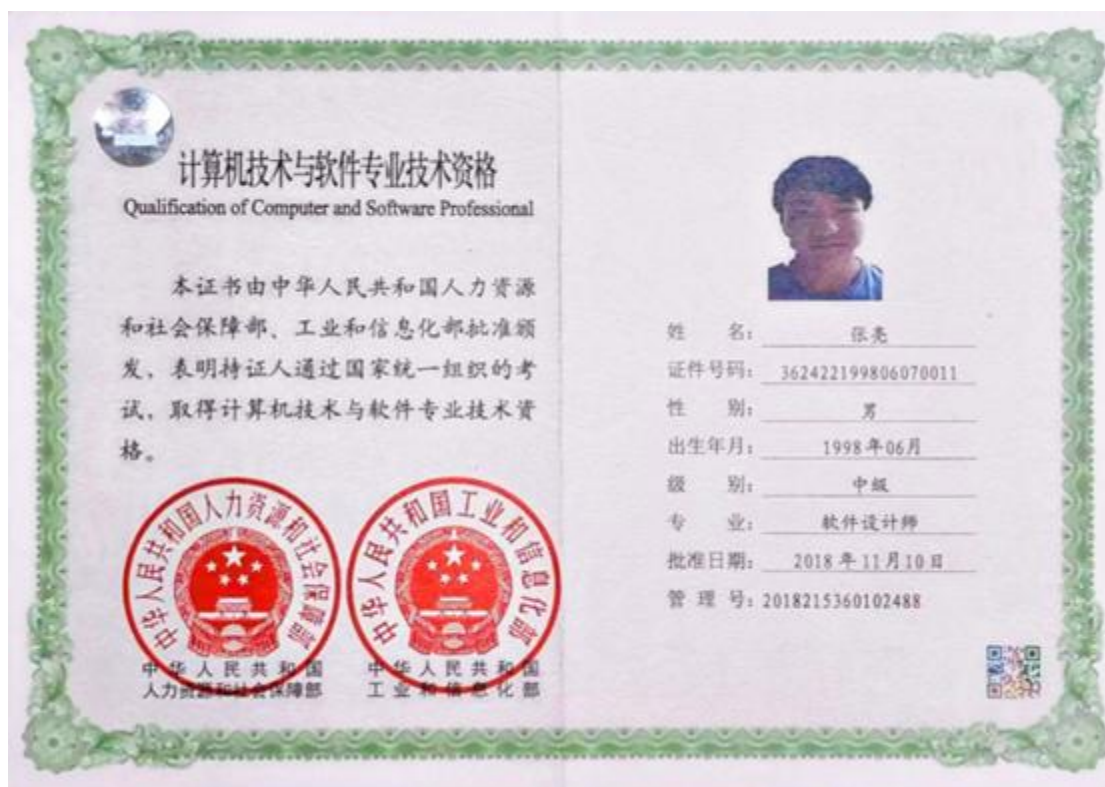 计算机技术与软件专业技术资格
Qualification of Computer and Software Professional
本证书由中华人民共和国人力资源
和社会保障部、工业和信息化部批准颁
发，表明持证人通过国家统一组织的考
试，取得计算机技术与软件专业技术资
格。
中华人民共和国人力资源和社会保障部
中华人民共和国工业和信息化部
中华人民共和国
人力资源和社会保障部
中华人民共和国
工业和信息化部
姓 名： 张亮
证件号码： 362422199806070011
性 别： 男
出生年月： 1998年06月
级 别： 中级
专 业： 软件设计师
批准日期： 2018年11月10日
管 理 号：2018215360102488